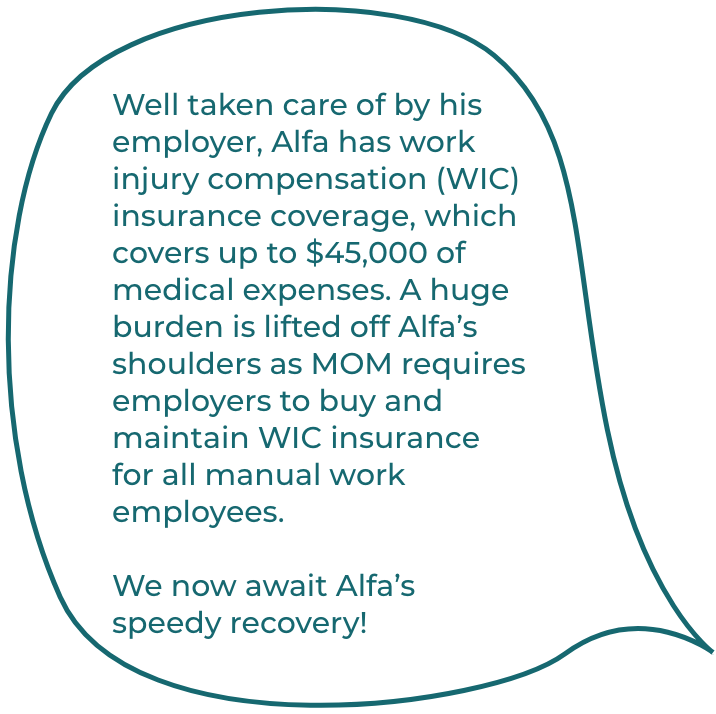 Well taken care of by his
employer, Alfa has work
injury compensation (WIC)
insurance coverage, which
covers up to $45,000 of
medical expenses. A huge
burden is lifted off Alfa’s
shoulders as MOM requires
employers to buy and
maintain WIC insurance
for all manual work
employees.

We now await Alfa’s
speedy recovery!